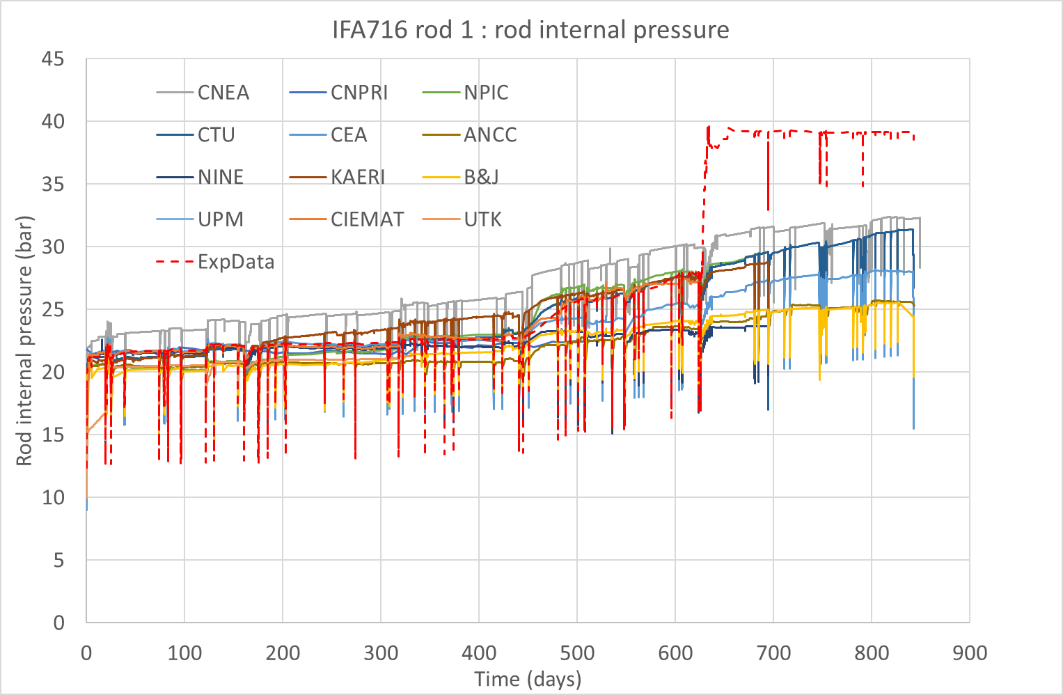 IFA716 rod 1 : rod internal pressure
45
40
35
30
25
20
15
10
5
0
Rod internal pressure (bar)
CNEA CNPRI NPIC
CTU CEA ANCC
NINE KAERI B&J
UPM CIEMAT UTK
ExpData
0 100 200 300 400 500 600 700 800 900
Time (days)